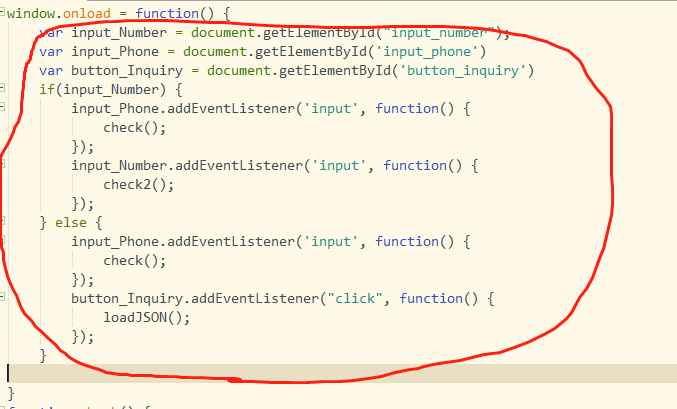 window.onload = function() {
var input_Number = document.getElementById("input_number");
var input_Phone = document.getElementById('input_phone')
var button_Inquiry = document.getElementById('button_inquiry')
if(input_Number) {
input_Phone.addEventListener('input', function() {
check();
});
input_Number.addEventListener('input', function() {
check2();
});
} else {
input_Phone.addEventListener('input', function() {
check();
});
button_Inquiry.addEventListener("click", function() {
loadJSON();
});
}
}